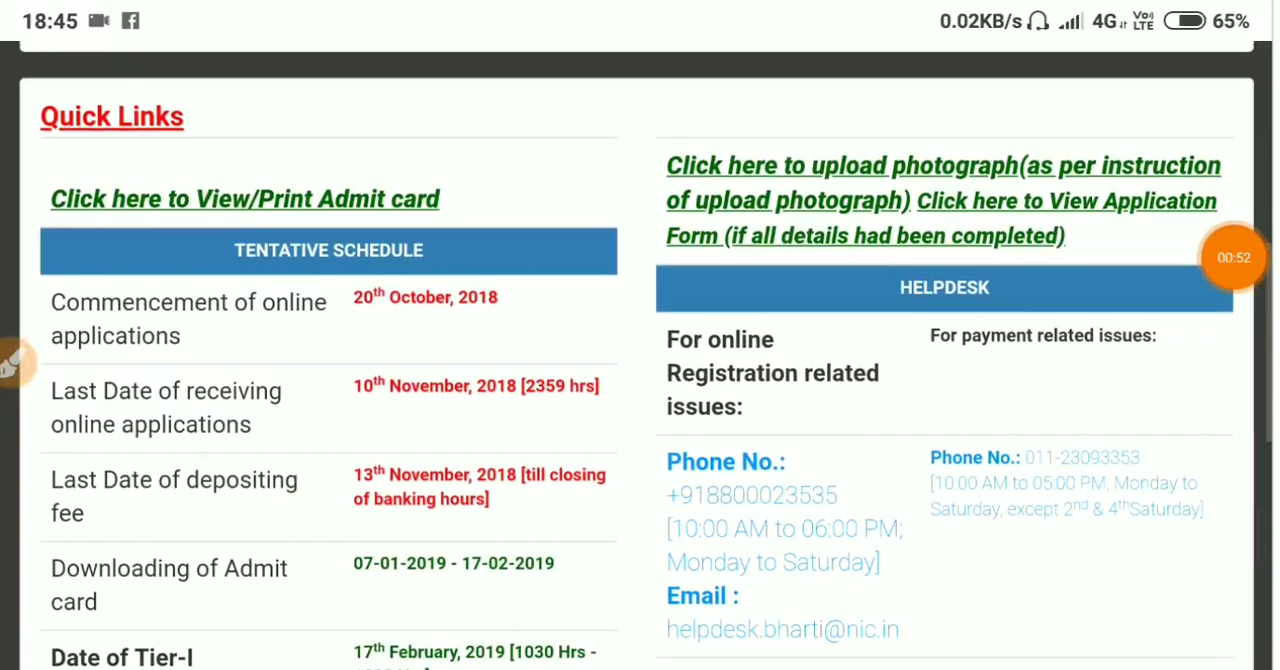 18:45 0.02KB/s 4G Vo) LTE 65%
Quick Links
Click here to View/Print Admit card
TENTATIVE SCHEDULE
Commencement of online applications
20th October, 2018
Last Date of receiving online applications
10th November, 2018 [2359 hrs]
Last Date of depositing fee
13th November, 2018 [till closing of banking hours]
Downloading of Admit card
07-01-2019 - 17-02-2019
Date of Tier-I
17th February, 2019 [1030 Hrs -
Click here to upload photograph(as per instruction
of upload photograph) Click here to View Application
Form (if all details had been completed)
00:52
HELPDESK
For online
Registration related
issues:
For payment related issues:
Phone No.:
+918800023535
[10:00 AM to 06:00 PM;
Monday to Saturday]
Email :
helpdesk.bharti@nic.in
Phone No.: 011-23093353
[10:00 AM to 05:00 PM; Monday to
Saturday, except 2nd & 4thSaturday]